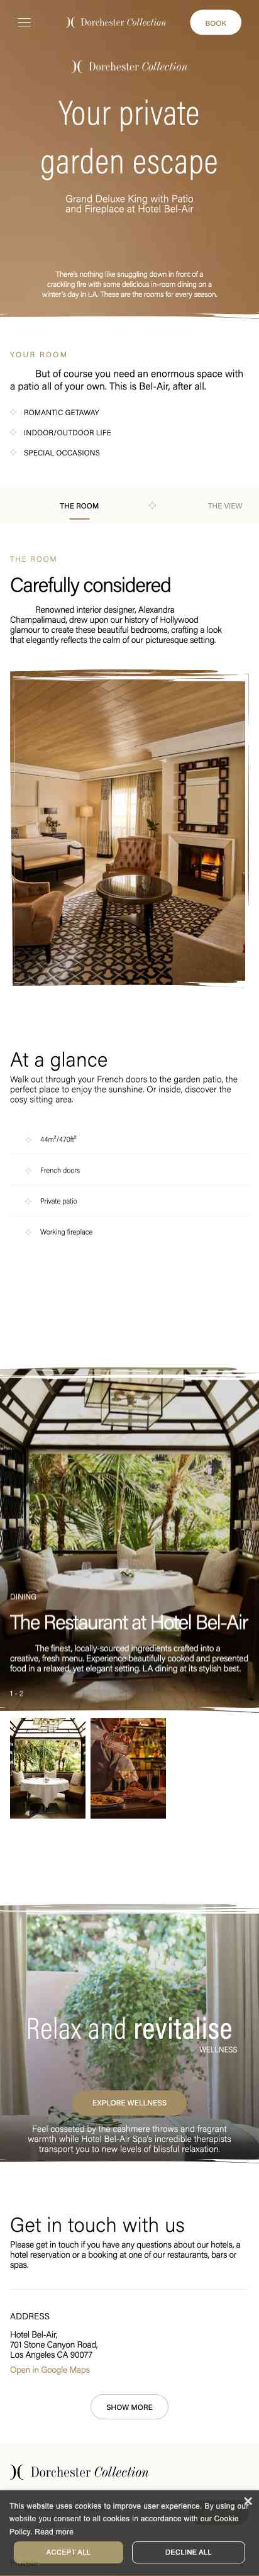 Dorchester Collection
BOOK
Dorchester Collection
Your private
garden escape
Grand Deluxe King with Patio
and Fireplace at Hotel Bel-Air
There's nothing like snuggling down in front of a
crackling fire with some delicious in-room dining on a
winter's day in LA. These are the rooms for every season.
YOUR ROOM
But of course you need an enormous space with
a patio all of your own. This is Bel-Air, after all.
ROMANTIC GETAWAY
INDOOR/OUTDOOR LIFE
SPECIAL OCCASIONS
THE ROOM
THE VIEW
THE ROOM
Carefully considered
Renowned interior designer, Alexandra
Champalimaud, drew upon our history of Hollywood
glamour to create these beautiful bedrooms, crafting a look
that elegantly reflects the calm of our picturesque setting.
At a glance
Walk out through your French doors to the garden patio, the
perfect place to enjoy the sunshine. Or inside, discover the
cosy sitting area.
44m²/470ft²
French doors
Private patio
Working fireplace
DINING
The Restaurant at Hotel Bel-Air
The finest, locally-sourced ingredients crafted into a
creative, fresh menu. Experience beautifully cooked and presented
food in a relaxed, yet elegant setting. LA dining at its stylish best.
1 - 2
Relax and revitalise
WELLNESS
EXPLORE WELLNESS
Feel cosseted by the cashmere throws and fragrant
warmth while Hotel Bel-Air Spa's incredible therapists
transport you to new levels of blissful relaxation.
Get in touch with us
Please get in touch if you have any questions about our hotels, a
hotel reservation or a booking at one of our restaurants, bars or
spas.
ADDRESS
Hotel Bel-Air,
701 Stone Canyon Road,
Los Angeles CA 90077
Open in Google Maps
SHOW MORE
Dorchester Collection
This website uses cookies to improve user experience. By using our
website you consent to all cookies in accordance with our Cookie
Policy. Read more
ACCEPT ALL
DECLINE ALL